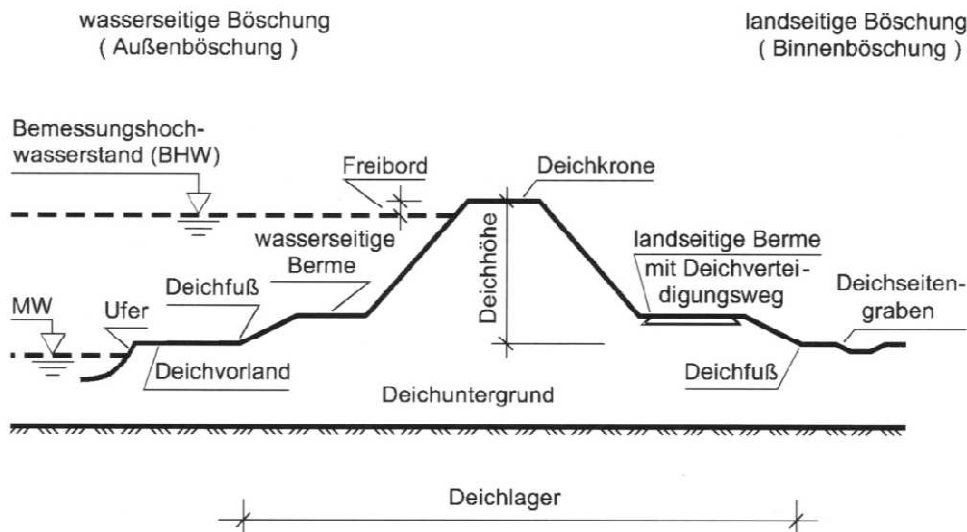 wasserseitige Böschung
( Außenböschung )
landseitige Böschung
( Binnenböschung )
Bemessungshoch-
wasserstand (BHW)
Freibord
Deichkrone
wasserseitige
Berme
Deichhöhe
landseitige Berme
mit Deichvertei-
digungsweg
Deichseiten-
graben
MW
Ufer
Deichfuß
Deichvorland
Deichfuß
Deichuntergrund
Deichlager